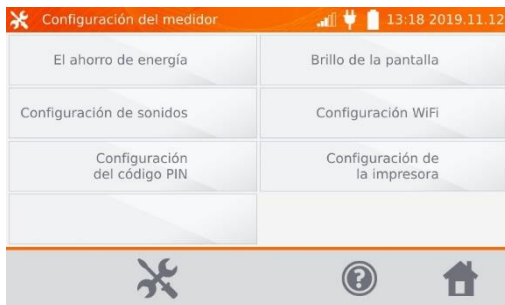 Configuración del medidor 13:18 2019.11.12
El ahorro de energía
Brillo de la pantalla
Configuración de sonidos
Configuración WiFi
Configuración
del código PIN
Configuración de
la impresora